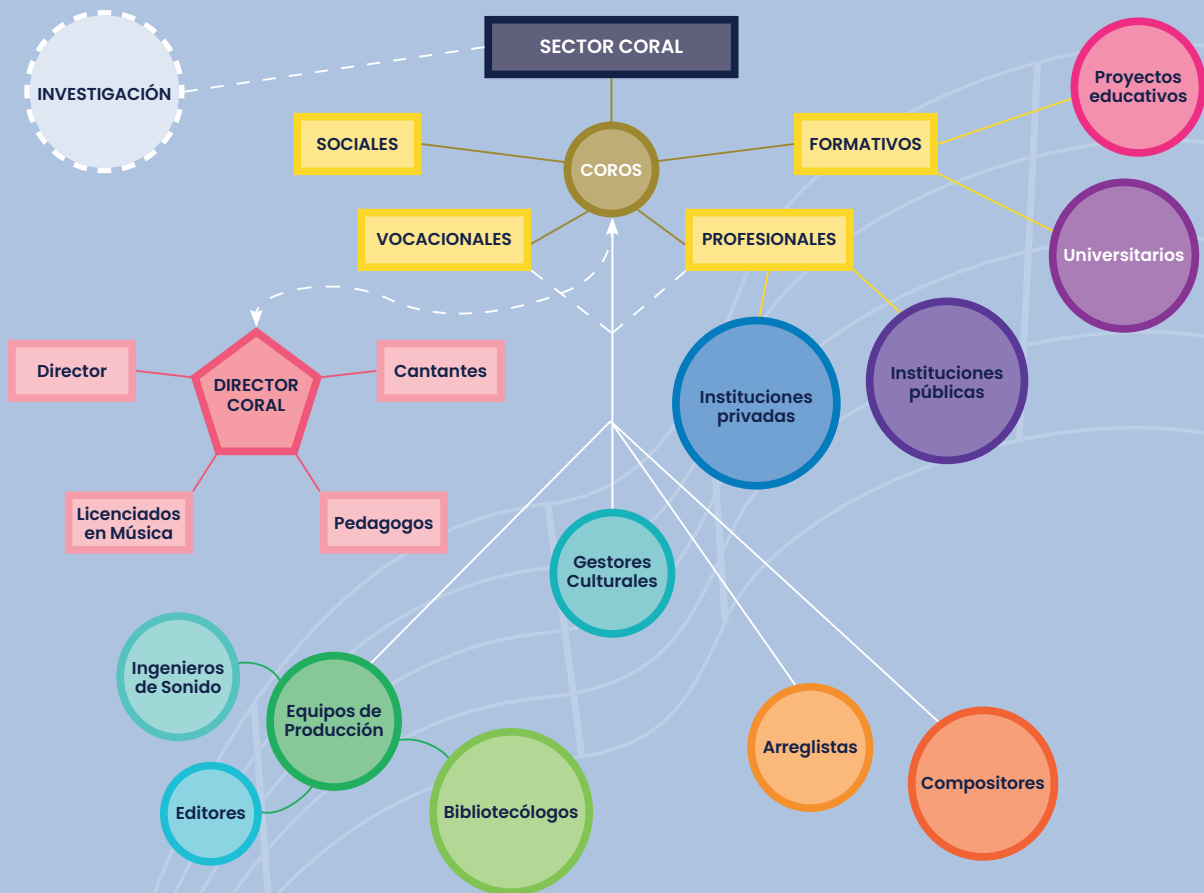 SECTOR CORAL
INVESTIGACIÓN
Proyectos
educativos
SOCIALES
COROS
FORMATIVOS
VOCACIONALES
PROFESIONALES
Universitarios
Director
DIRECTOR
CORAL
Cantantes
Instituciones
privadas
Instituciones
públicas
Licenciados
en Música
Pedagogos
Gestores
Culturales
Ingenieros
de Sonido
Equipos de
Producción
Arreglistas
Compositores
Editores
Bibliotecólogos